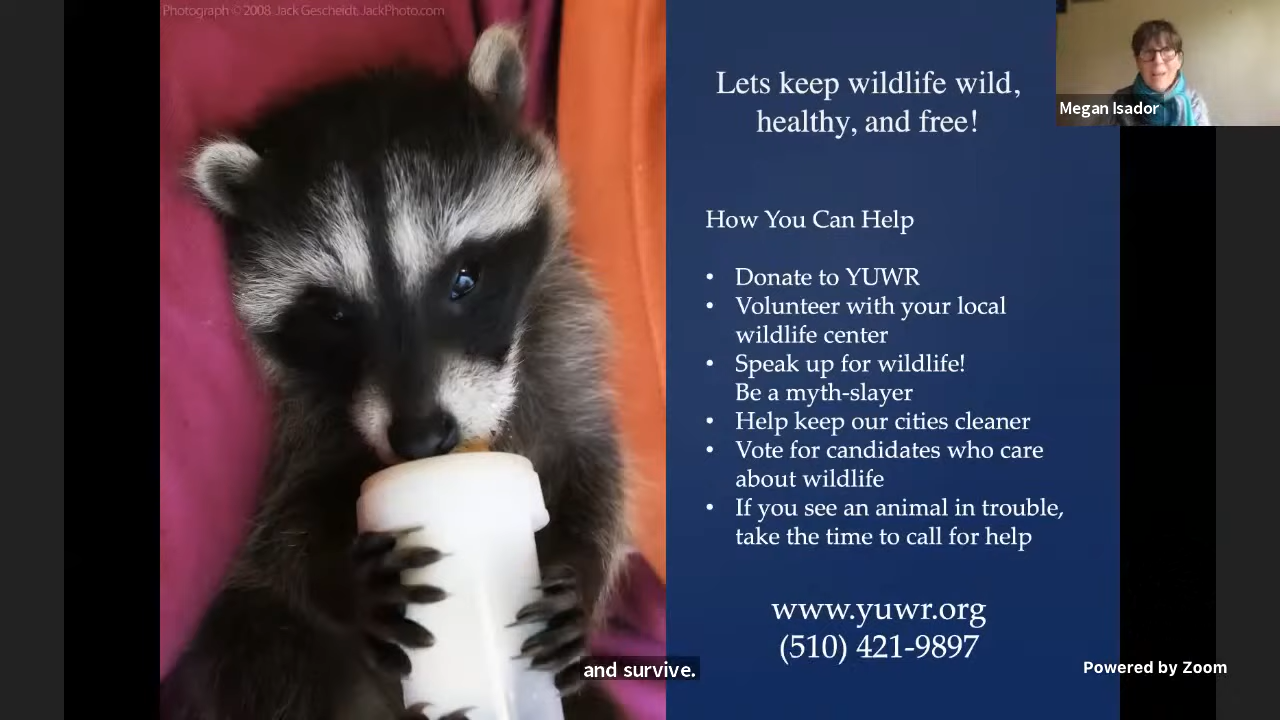 Photograph © 2008 Jack Gescheidt, JackPhoto.com
Lets keep wildlife wild,
healthy, and free!
Megan Isador
How You Can Help
• Donate to YUWR
• Volunteer with your local
wildlife center
• Speak up for wildlife!
Be a myth-slayer
• Help keep our cities cleaner
• Vote for candidates who care
about wildlife
• If you see an animal in trouble,
take the time to call for help
www.yuwr.org
(510) 421-9897
and survive.
Powered by Zoom